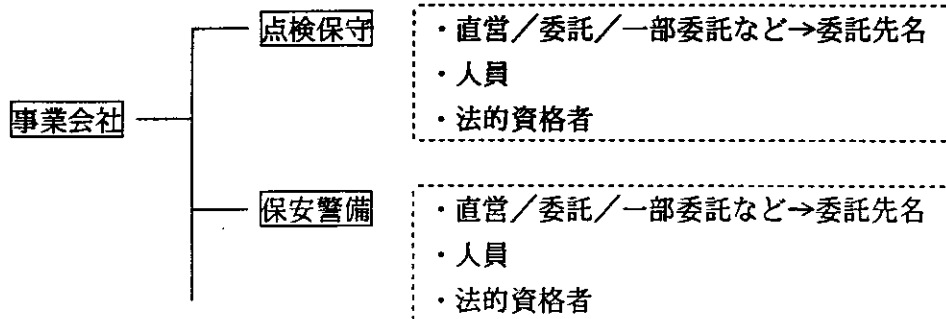 点検保守
・直営／委託／一部委託など→委託先名
・人員
・法的資格者
事業会社
保安警備
・直営／委託／一部委託など→委託先名
・人員
・法的資格者